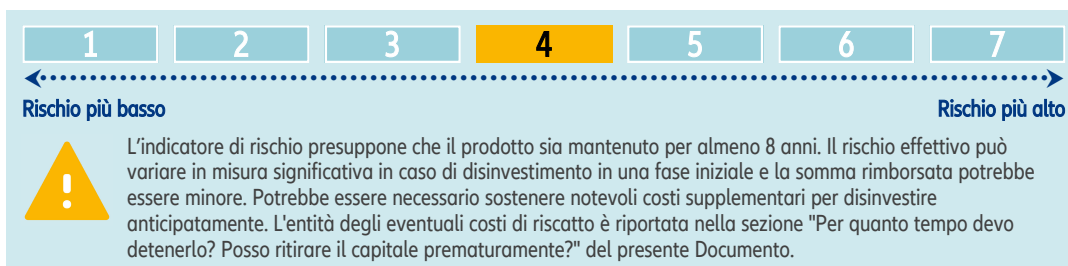 1 2 3 4 5 6 7
Rischio più basso Rischio più alto
L'indicatore di rischio presuppone che il prodotto sia mantenuto per almeno 8 anni. Il rischio effettivo può
variare in misura significativa in caso di disinvestimento in una fase iniziale e la somma rimborsata potrebbe
essere minore. Potrebbe essere necessario sostenere notevoli costi supplementari per disinvestire
anticipatamente. L'entità degli eventuali costi di riscatto è riportata nella sezione "Per quanto tempo devo
detenerlo? Posso ritirare il capitale prematuramente?" del presente Documento.